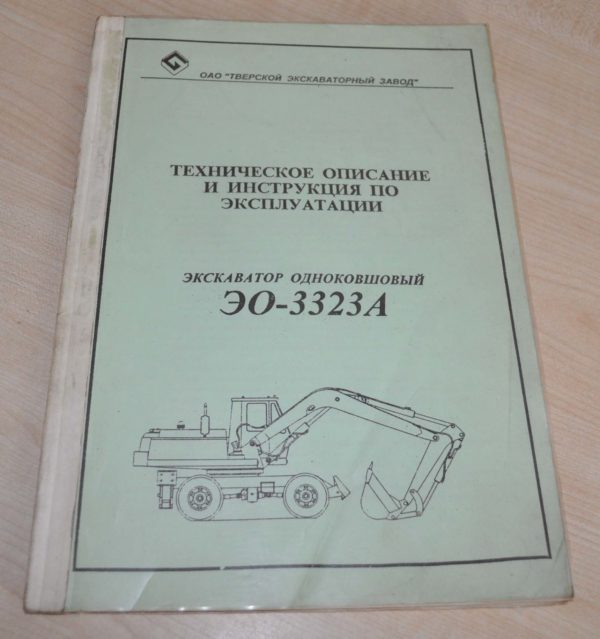 ОАО "ТВЕРСКОЙ ЭКСКАВАТОРНЫЙ ЗАВОД"
ТЕХНИЧЕСКОЕ ОПИСАНИЕ
И ИНСТРУКЦИЯ ПО
ЭКСПЛУАТАЦИИ
ЭКСКАВАТОР ОДНОКОВШОВЫЙ
ЭО-3323А